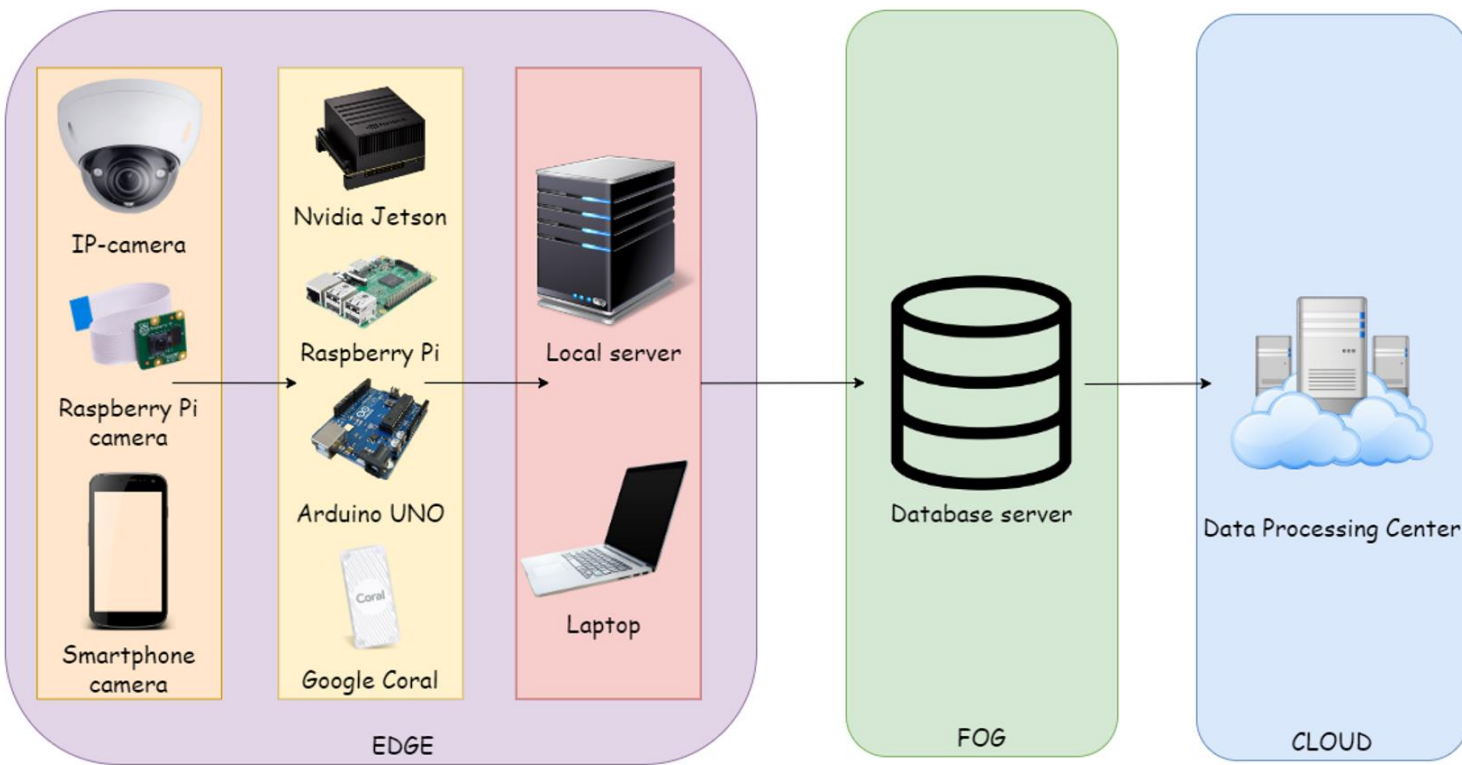 IP-camera
Raspberry Pi
camera
Smartphone
camera
Nvidia Jetson
Raspberry Pi
Arduino UNO
Coral
Google Coral
Local server
Laptop
EDGE
Database server
FOG
Data Processing Center
CLOUD